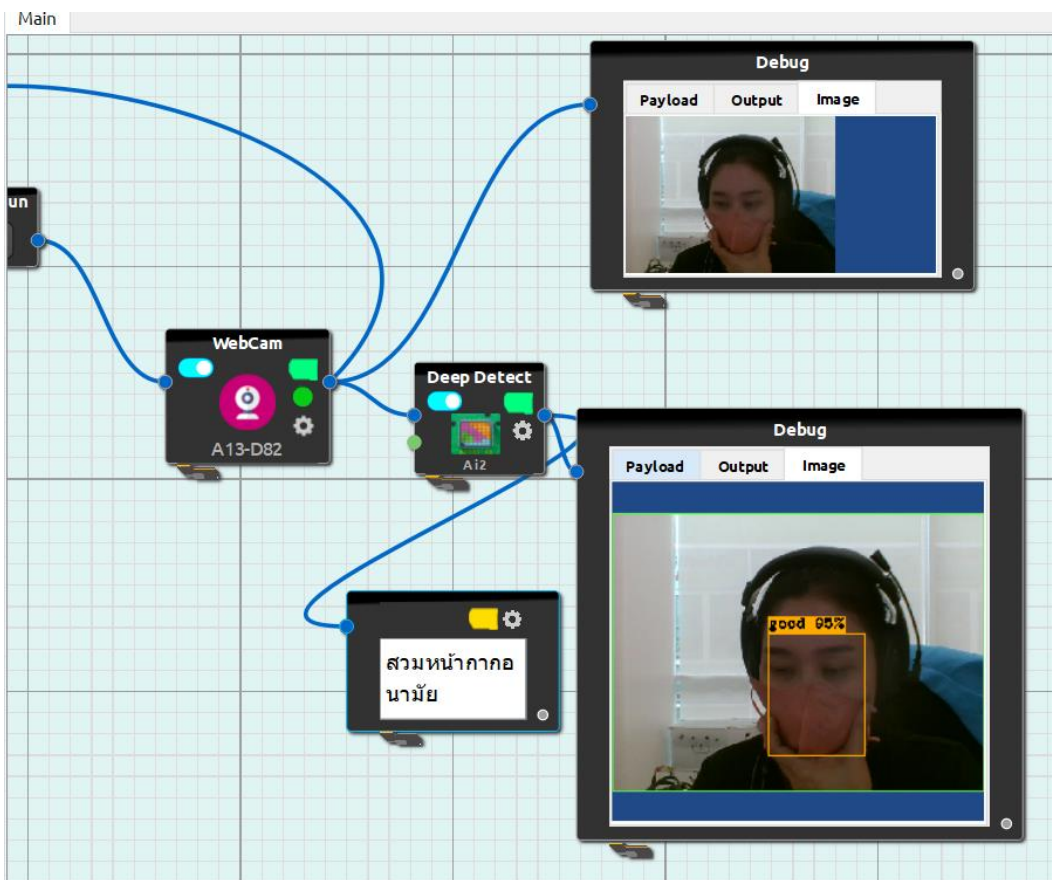 Main
Debug
Payload Output Image
un
WebCam
A13-D82
Deep Detect
Ai2
Debug
Payload Output Image
good 95%
สวมหน้ากากอ
นามัย